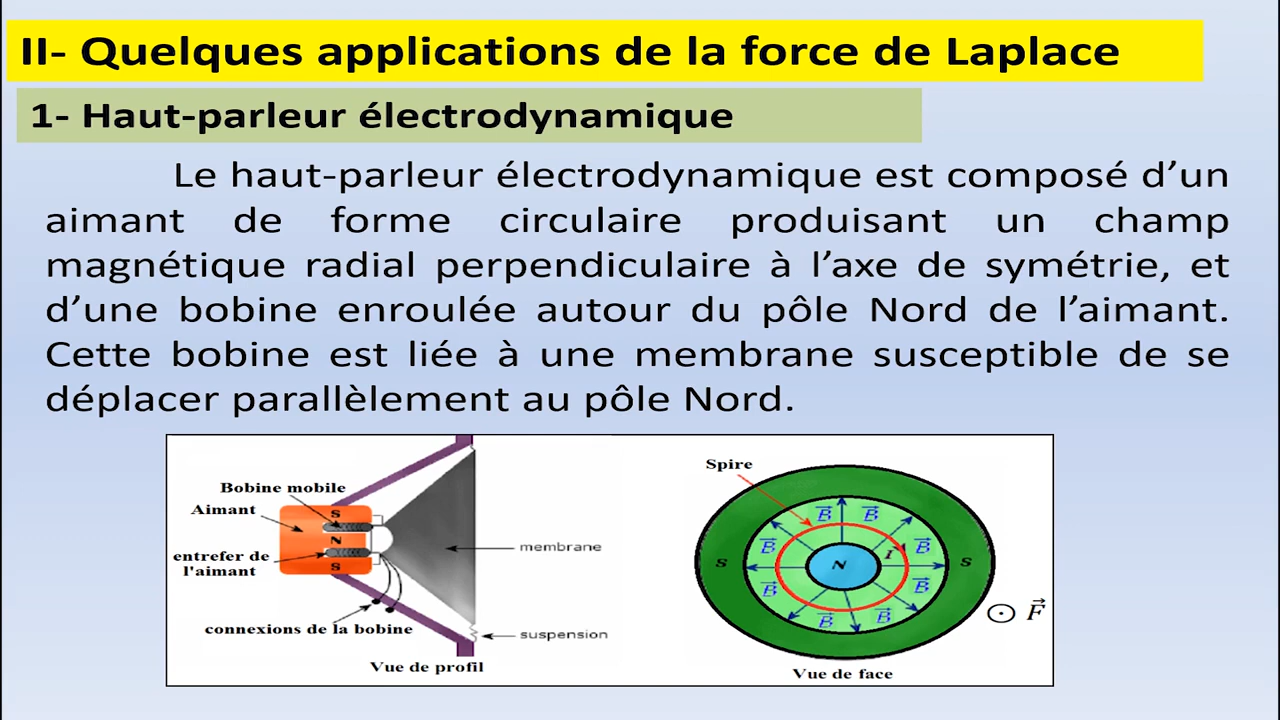 II- Quelques applications de la force de Laplace
1- Haut-parleur électrodynamique
Le haut-parleur électrodynamique est composé d’un
aimant de forme circulaire produisant un champ
magnétique radial perpendiculaire à l’axe de symétrie, et
d’une bobine enroulée autour du pôle Nord de l’aimant.
Cette bobine est liée à une membrane susceptible de se
déplacer parallèlement au pôle Nord.
Bobine mobile
Aimant
S
N
entrefer de
l'aimant
S
membrane
connexions de la bobine
suspension
Vue de profil
Spire
B⃗ B⃗
B⃗ I B⃗
S N S
B⃗ B⃗
B⃗ B⃗
F⃗
Vue de face